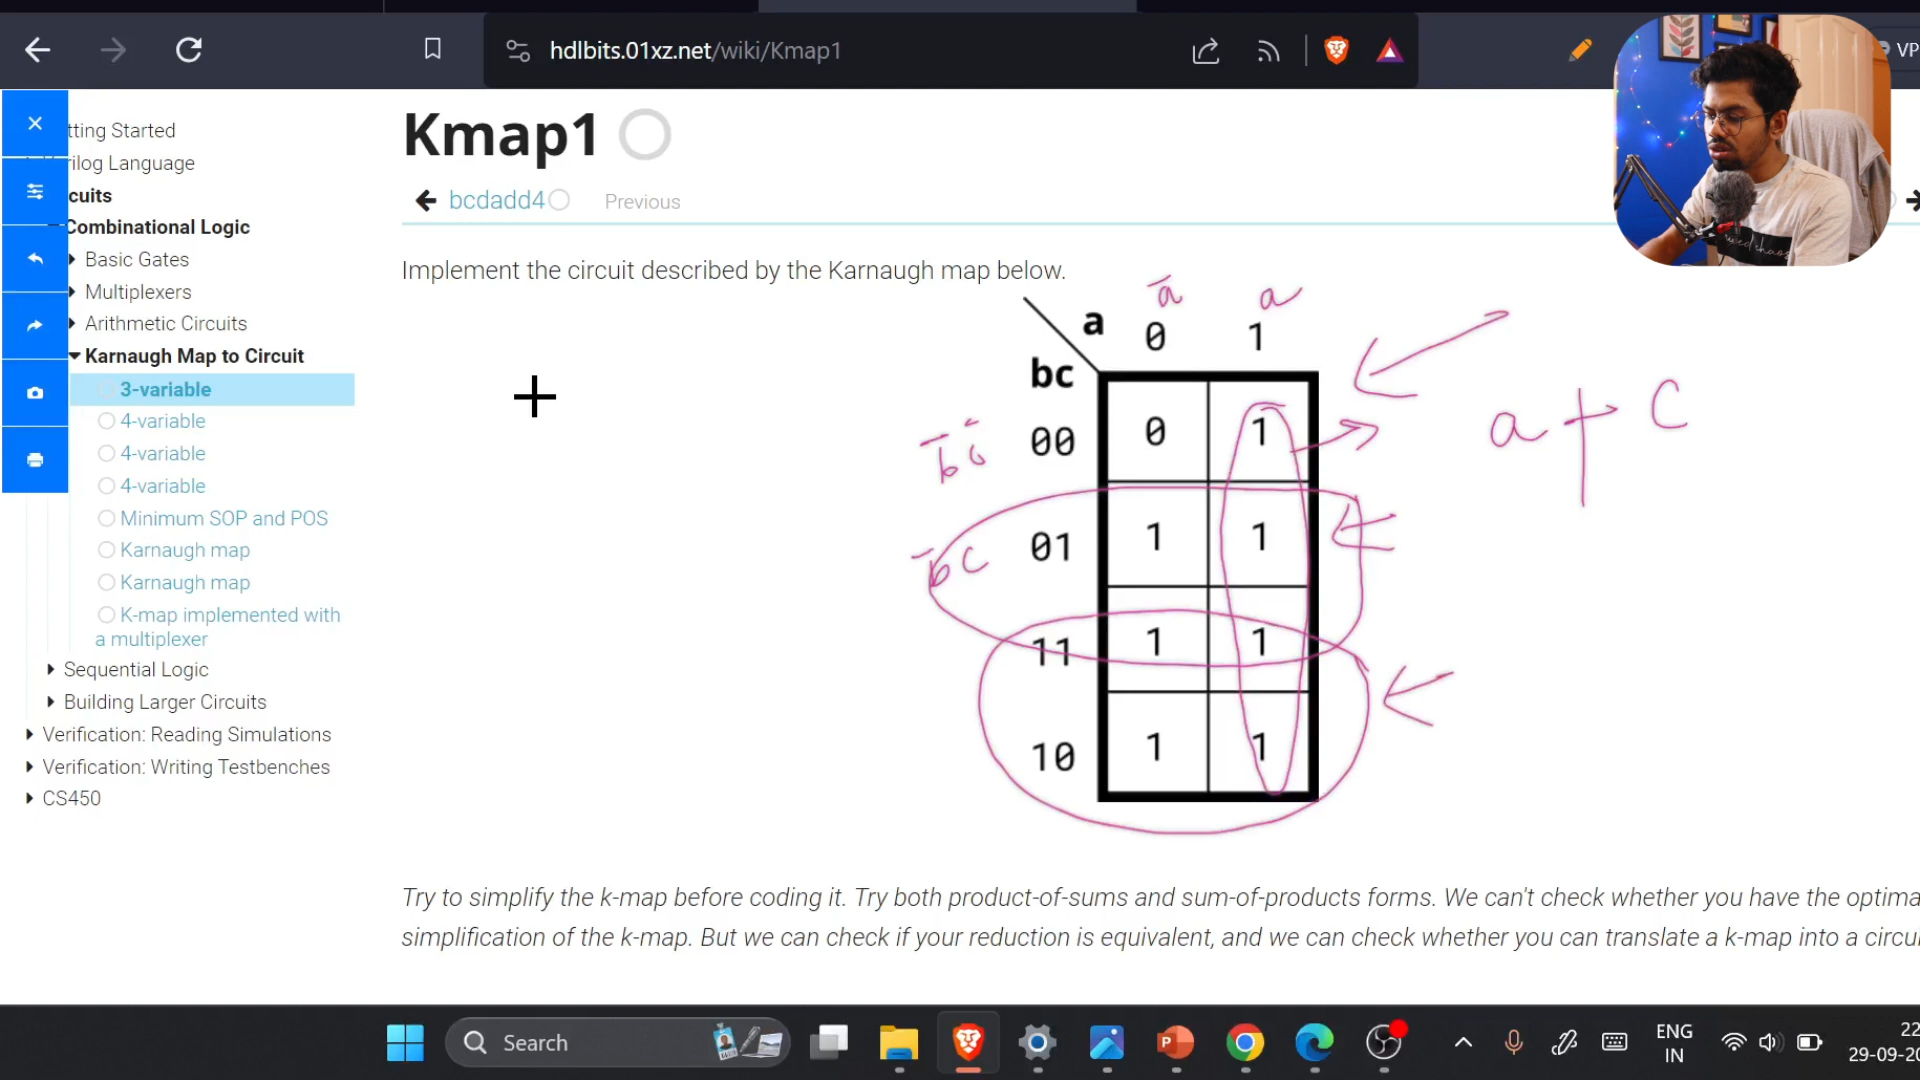 hdlbits.01xz.net/wiki/Kmap1
VP
Kmap1
bcdadd4 Previous
tting Started
rilog Language
cuits
Combinational Logic
Basic Gates
Multiplexers
Arithmetic Circuits
Karnaugh Map to Circuit
3-variable
4-variable
4-variable
4-variable
Minimum SOP and POS
Karnaugh map
Karnaugh map
K-map implemented with
a multiplexer
Sequential Logic
Building Larger Circuits
Verification: Reading Simulations
Verification: Writing Testbenches
CS450
Implement the circuit described by the Karnaugh map below.
a̅ a
a 0 1
bc
b̅ c̅ 00 0 1
b̅ c 01 1 1
11 1 1
10 1 1
a + c
Try to simplify the k-map before coding it. Try both product-of-sums and sum-of-products forms. We can't check whether you have the optima
simplification of the k-map. But we can check if your reduction is equivalent, and we can check whether you can translate a k-map into a circui
Search
ENG
IN
22
29-09-20